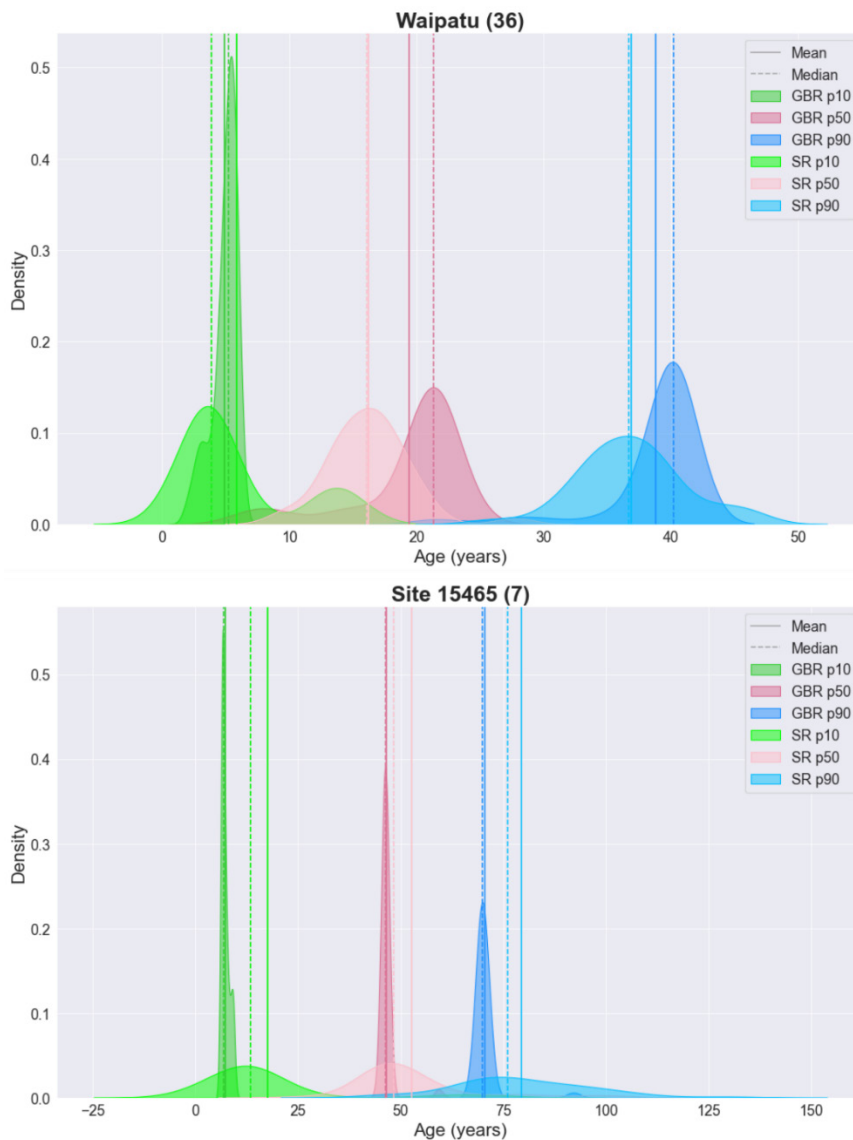 Waipatu (36)
Mean
Median
GBR p10
GBR p50
GBR p90
SR p10
SR p50
SR p90
0.5
0.4
0.3
0.2
0.1
0.0
Density
0 10 20 30 40 50
Age (years)
Site 15465 (7)
Mean
Median
GBR p10
GBR p50
GBR p90
SR p10
SR p50
SR p90
0.5
0.4
0.3
0.2
0.1
0.0
Density
−25 0 25 50 75 100 125 150
Age (years)